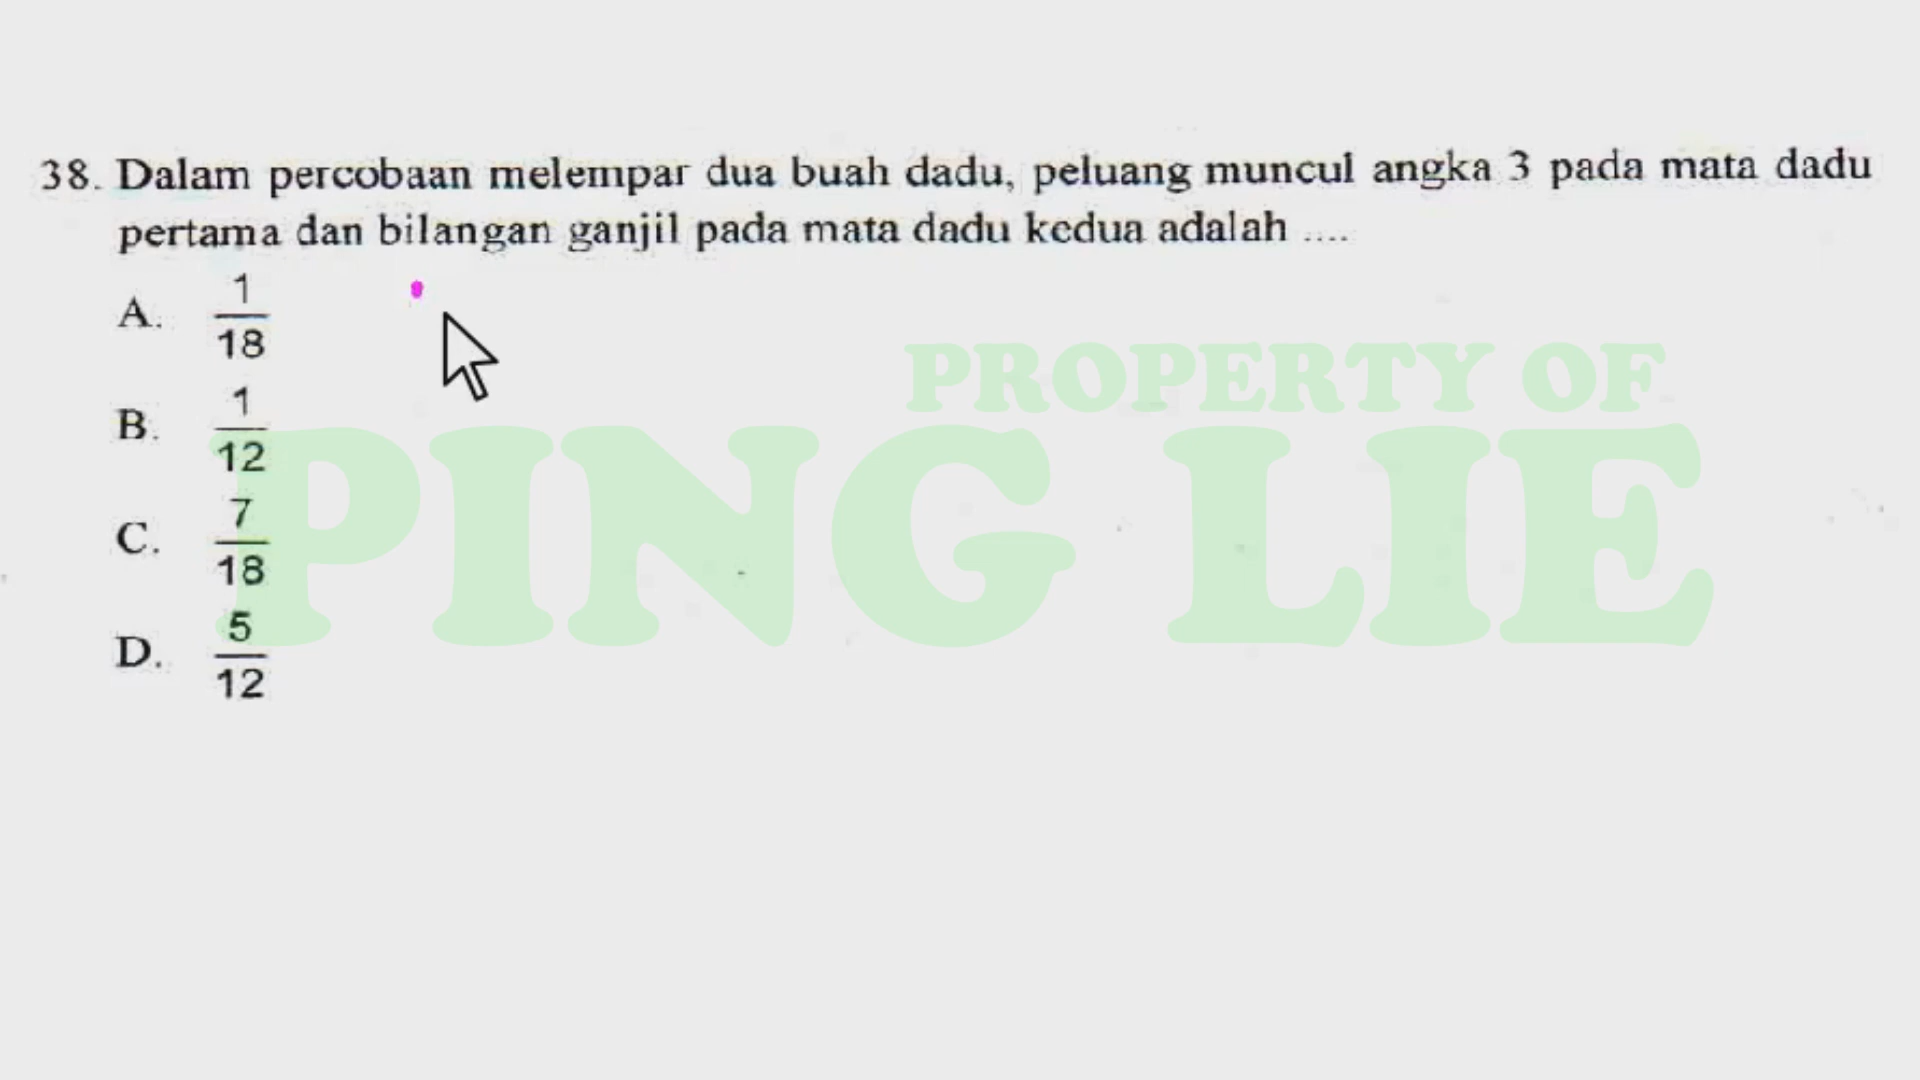 38. Dalam percobaan melempar dua buah dadu, peluang muncul angka 3 pada mata dadu
pertama dan bilangan ganjil pada mata dadu kedua adalah ....
A. 1/18
B. 1/12
C. 7/18
D. 5/12
PROPERTY OF
PING LIE